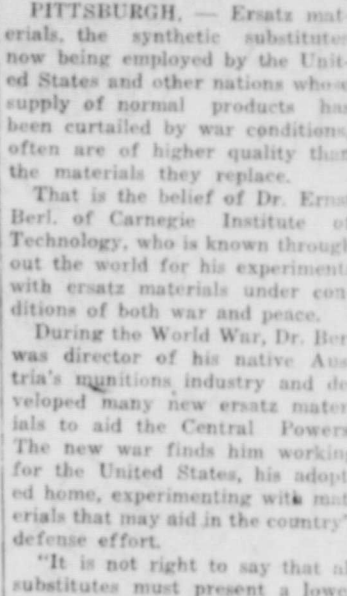 PITTSBURGH, — Ersatz mat
erials, the synthetic substitutes
now being employed by the Unit
ed States and other nations whose
supply of normal products has
been curtailed by war conditions,
often are of higher quality than
the materials they replace.
That is the belief of Dr. Ernst
Berl, of Carnegie Institute of
Technology, who is known through
out the world for his experiment
with ersatz materials under con
ditions of both war and peace.
During the World War, Dr. Ber
was director of his native Aus
tria's munitions industry and de
veloped many new ersatz mater
ials to aid the Central Powers
The new war finds him working
for the United States, his adopt
ed home, experimenting with mat
erials that may aid in the country'
defense effort.
"It is not right to say that al
substitutes must present a lowe